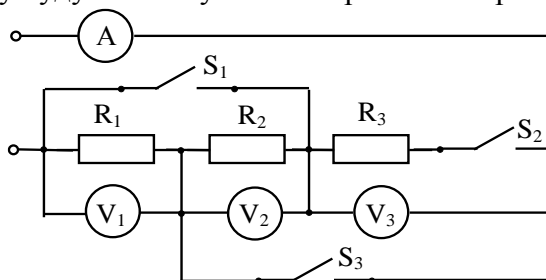 A
S₁
R₁ R₂ R₃ S₂
V₁ V₂ V₃
S₃